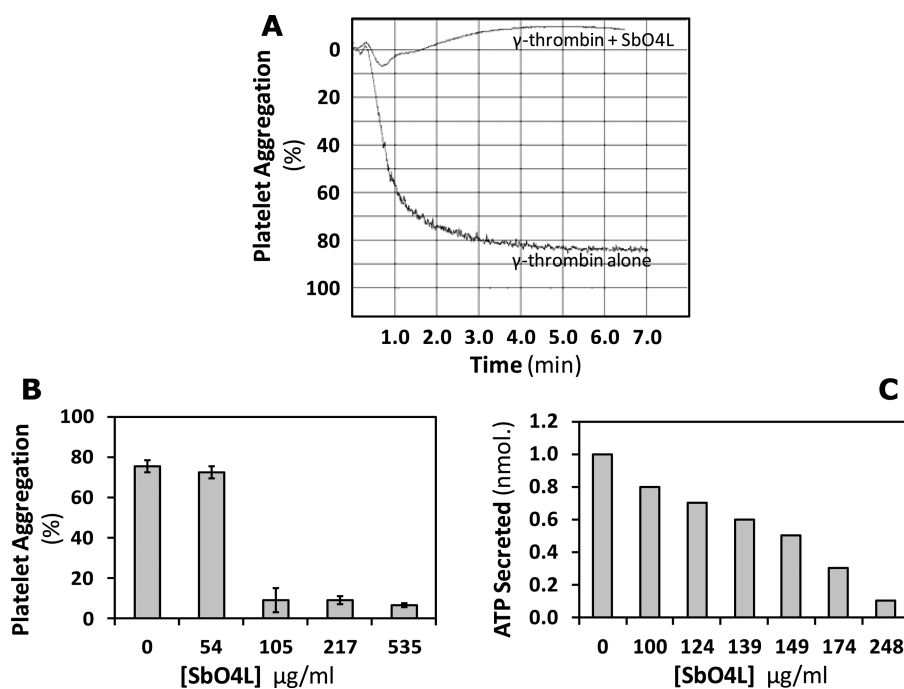 A
Platelet Aggregation
(%)
0
20
40
60
80
100
γ-thrombin + SbO4L
γ-thrombin alone
1.0 2.0 3.0 4.0 5.0 6.0 7.0
Time (min)
B
Platelet Aggregation
(%)
100
80
60
40
20
0
0 54 105 217 535
[SbO4L] μg/ml
C
ATP Secreted (nmol.)
1.2
1.0
0.8
0.6
0.4
0.2
0.0
0 100 124 139 149 174 248
[SbO4L] μg/ml